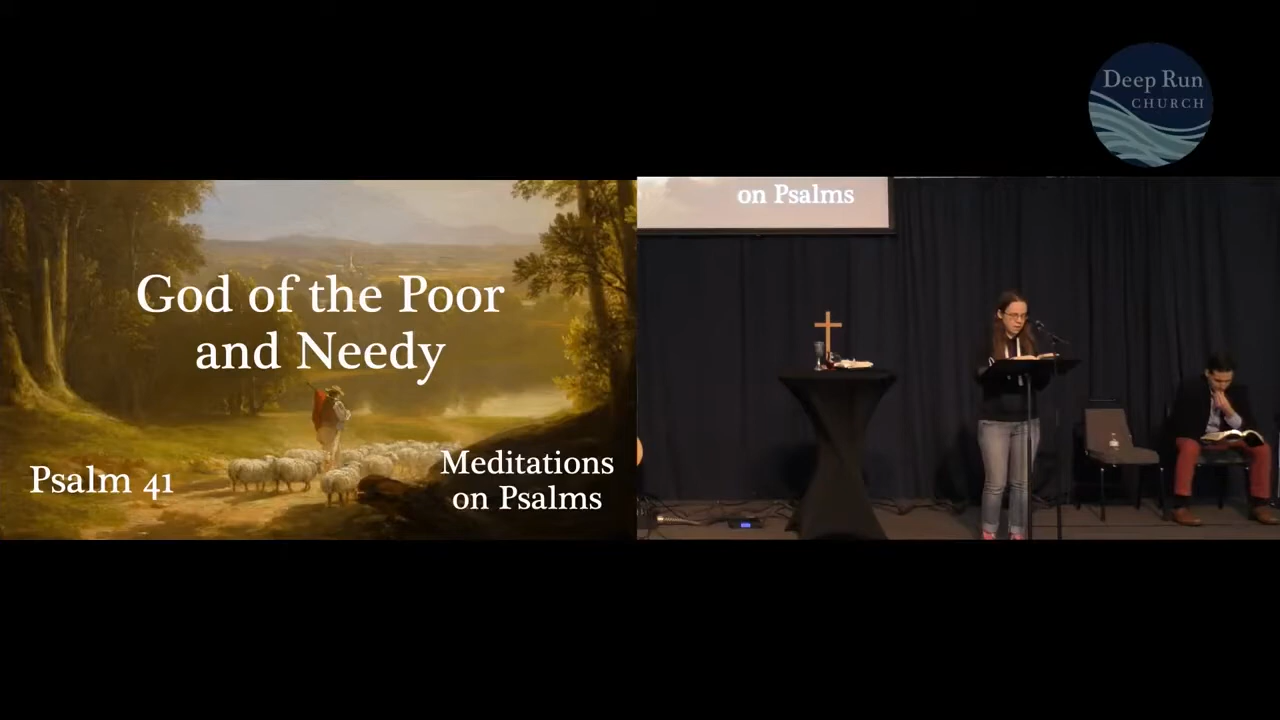 Deep Run
CHURCH
God of the Poor
and Needy
Psalm 41
Meditations
on Psalms
on Psalms